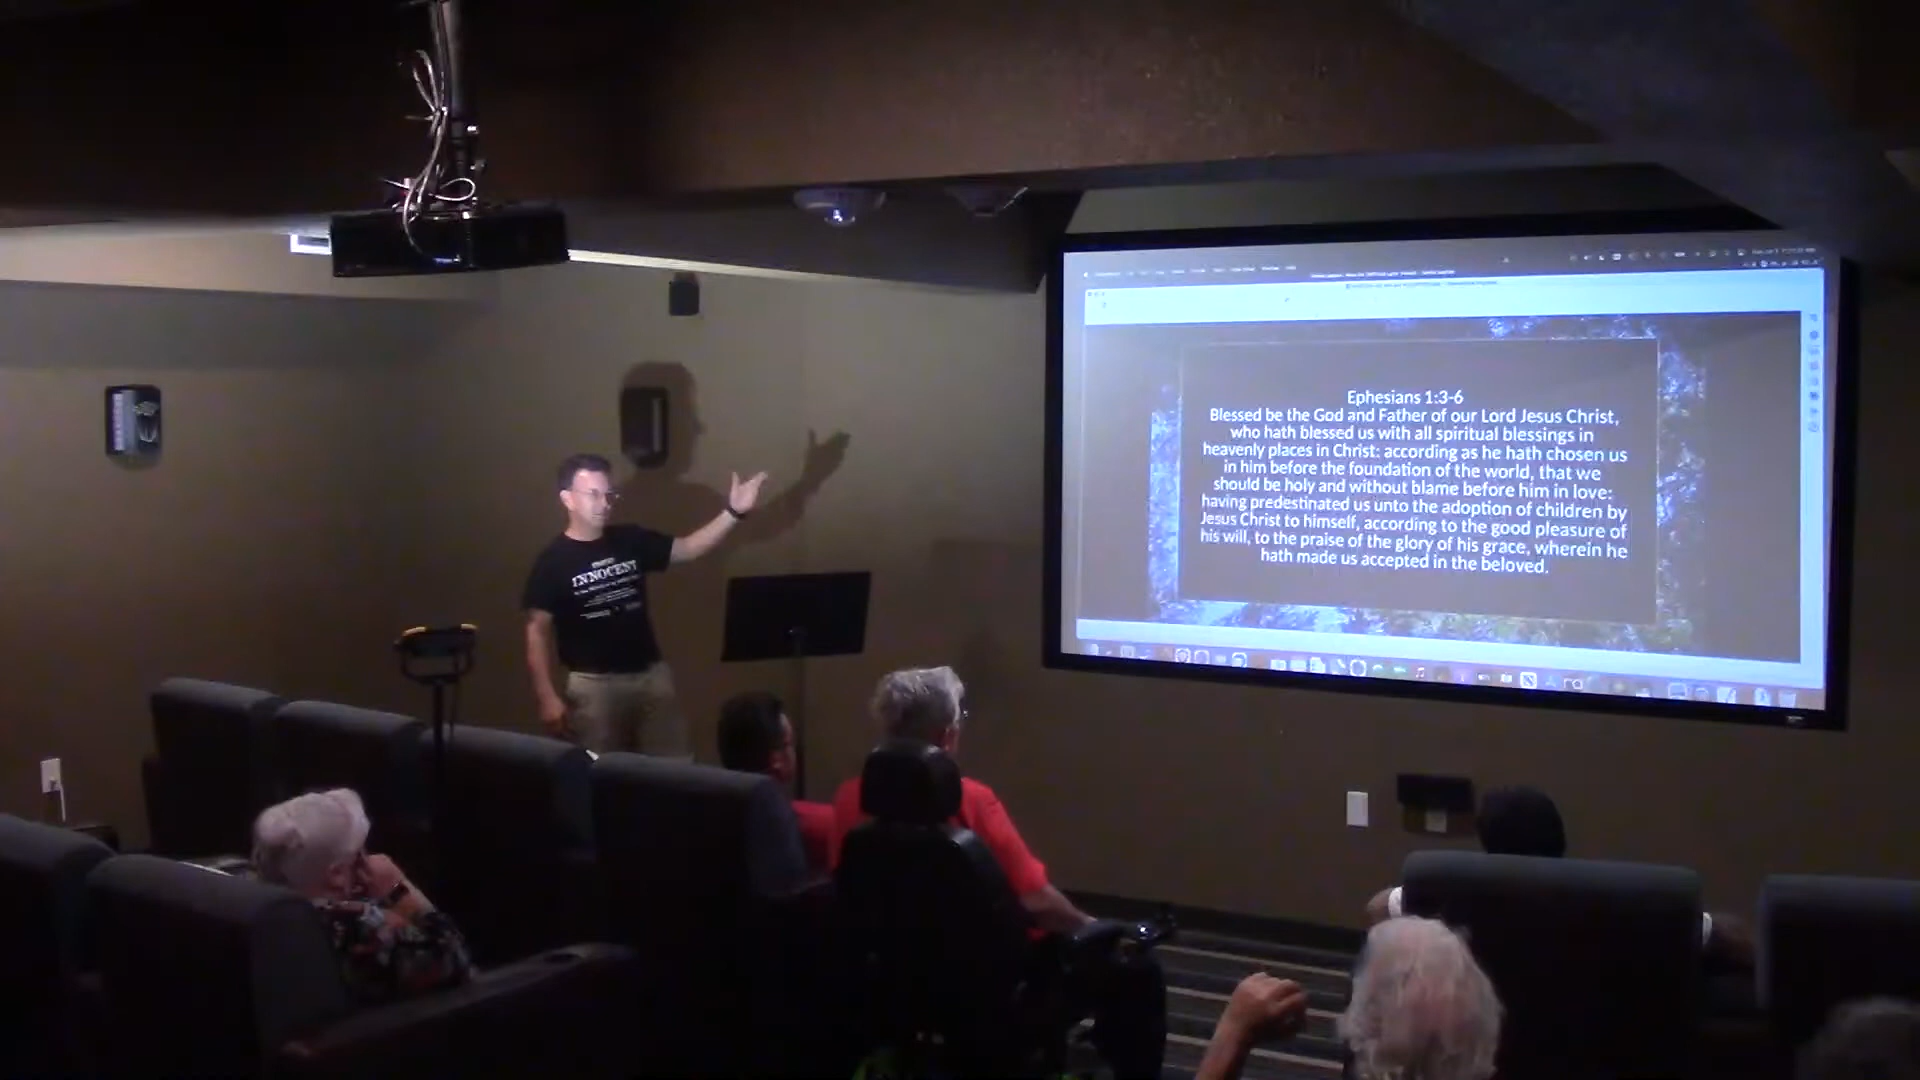 Ephesians 1:3-6
Blessed be the God and Father of our Lord Jesus Christ,
who hath blessed us with all spiritual blessings in
heavenly places in Christ: according as he hath chosen us
in him before the foundation of the world, that we
should be holy and without blame before him in love:
having predestinated us unto the adoption of children by
Jesus Christ to himself, according to the good pleasure of
his will, to the praise of the glory of his grace, wherein he
hath made us accepted in the beloved.
INNOCENT